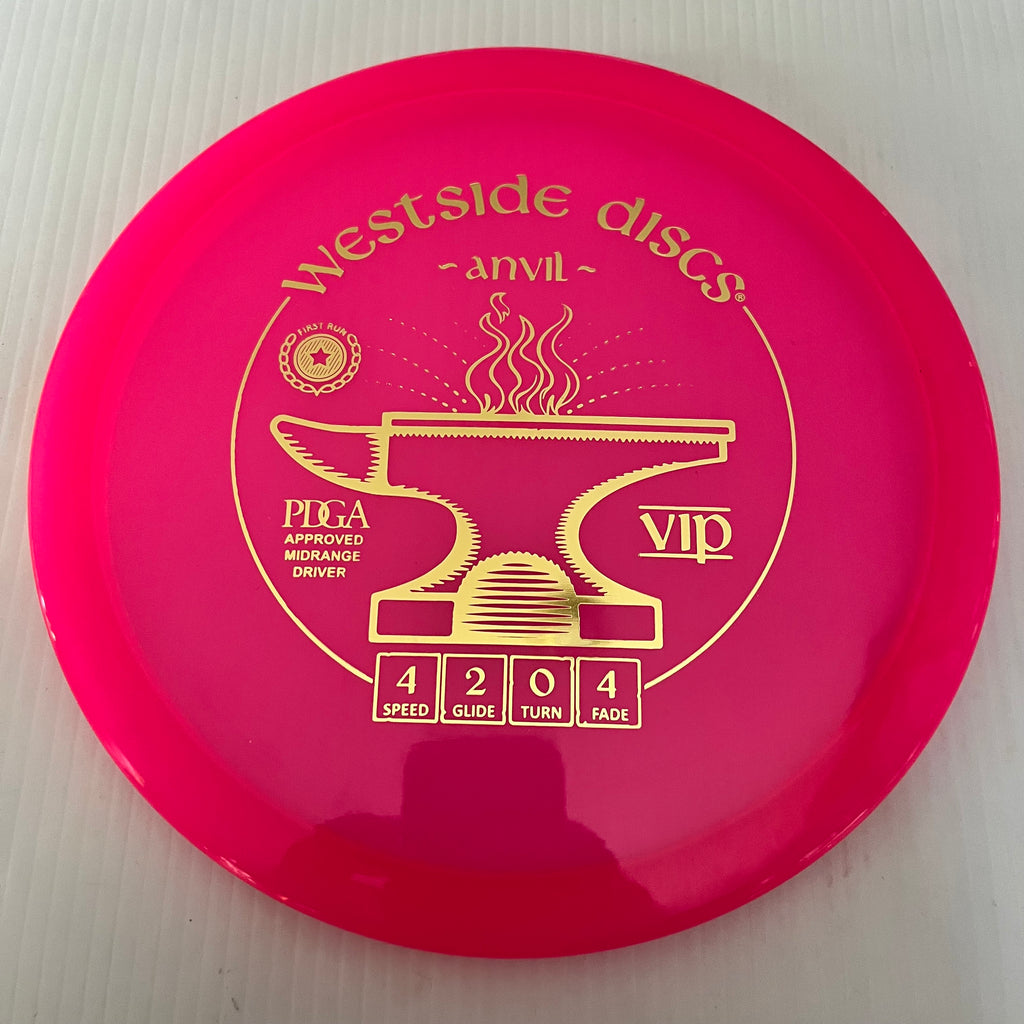 westside discs®
~ anvil ~
FIRST RUN
PDGA
APPROVED
MIDRANGE
DRIVER
VIP
4 2 0 4
SPEED GLIDE TURN FADE